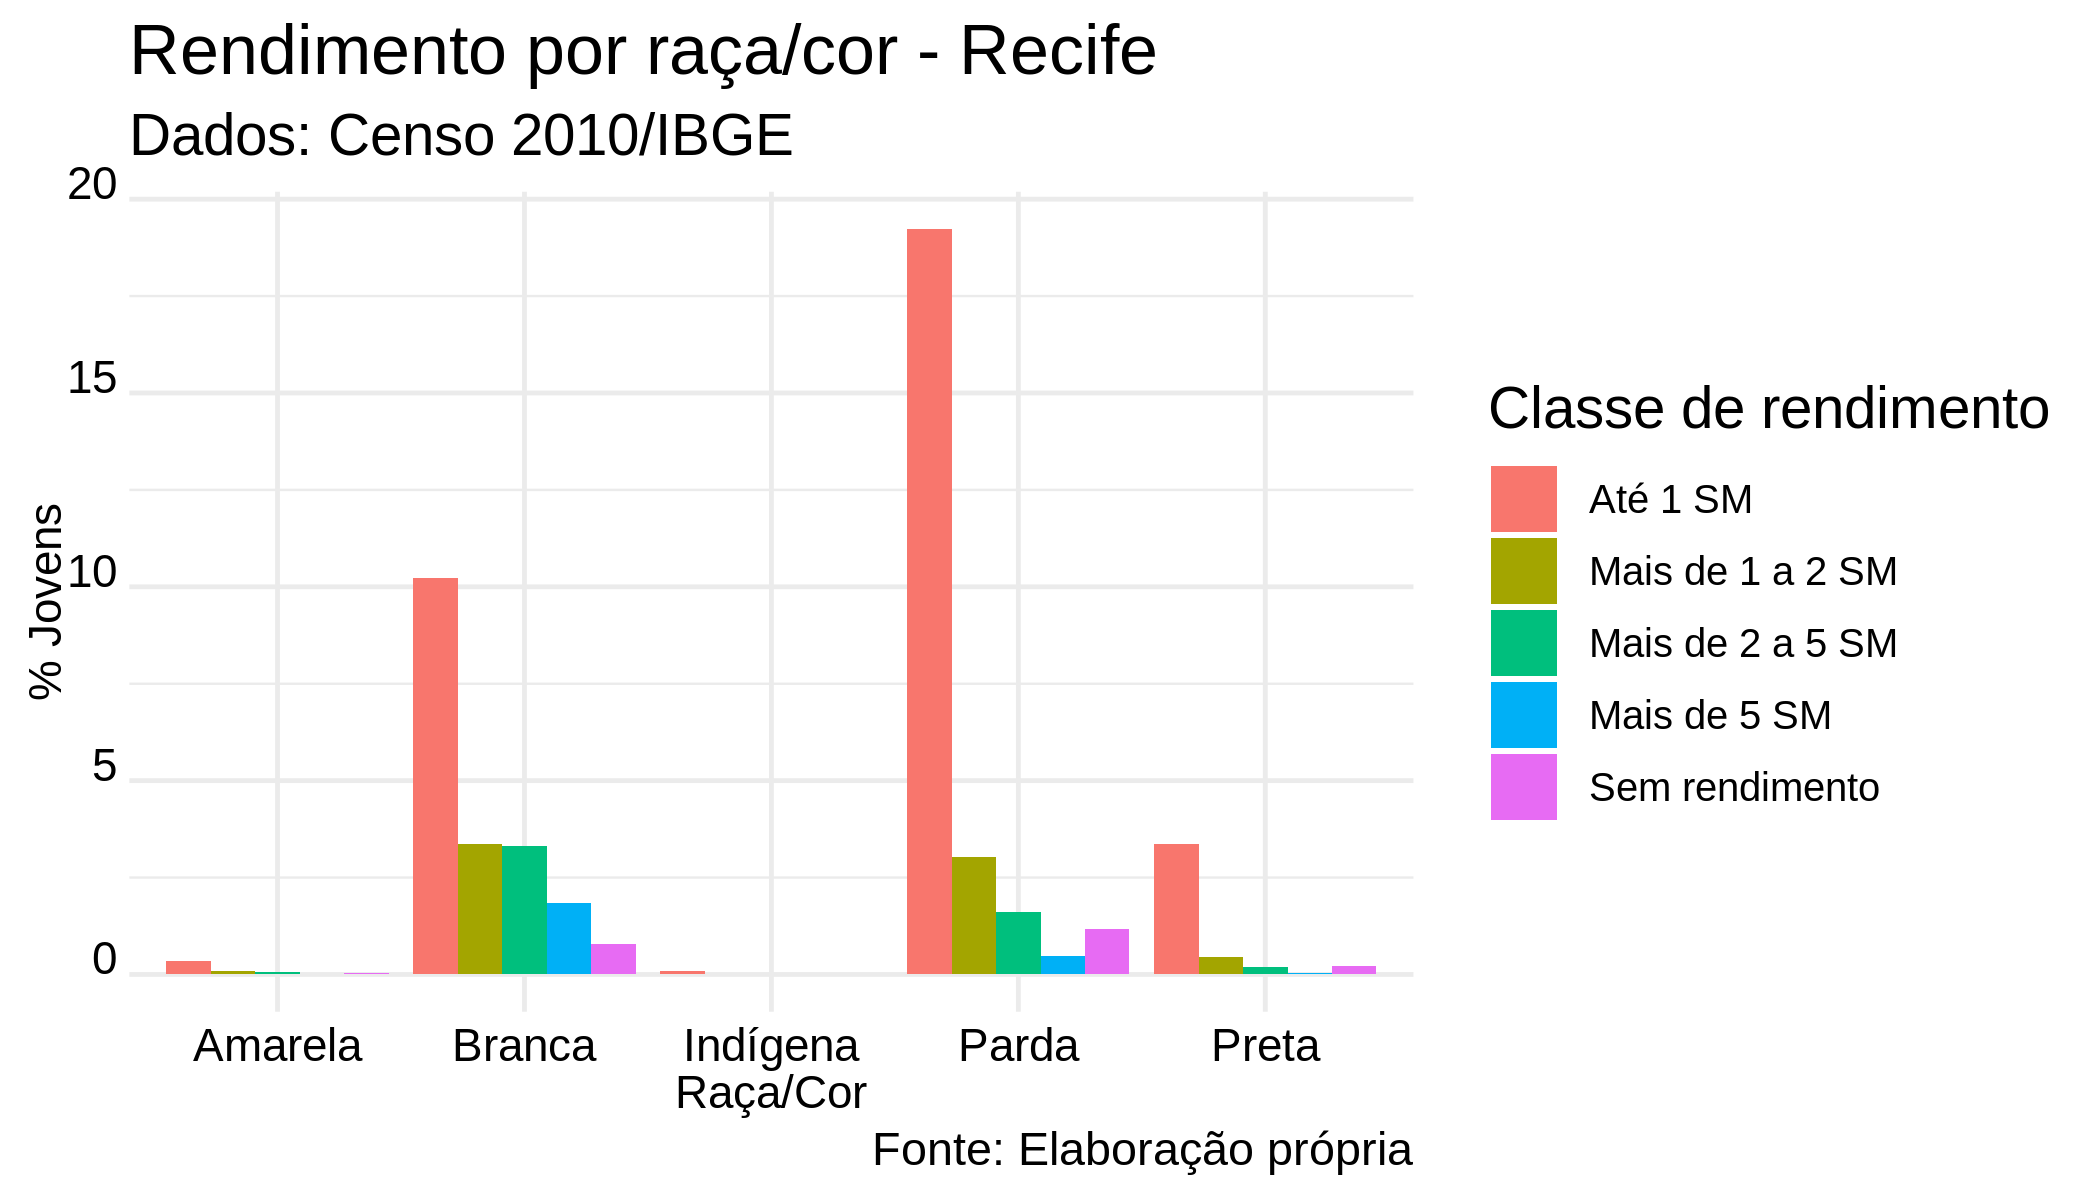 Rendimento por raça/cor - Recife
Dados: Censo 2010/IBGE
20
15
10
5
0
% Jovens
Amarela Branca Indígena Parda Preta
Raça/Cor
Fonte: Elaboração própria
Classe de rendimento
Até 1 SM
Mais de 1 a 2 SM
Mais de 2 a 5 SM
Mais de 5 SM
Sem rendimento